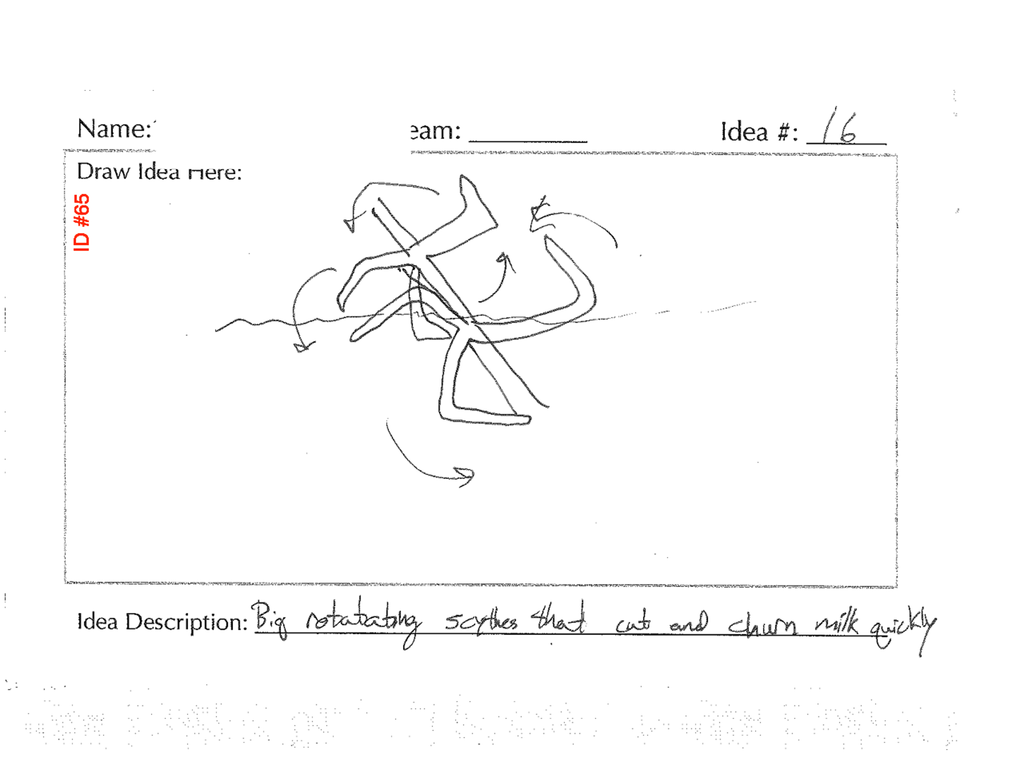 Name:
eam: ______ Idea #: 16
Draw Idea Here:
ID #65
Idea Description: Big rotatating scythes that cut and churn milk quickly